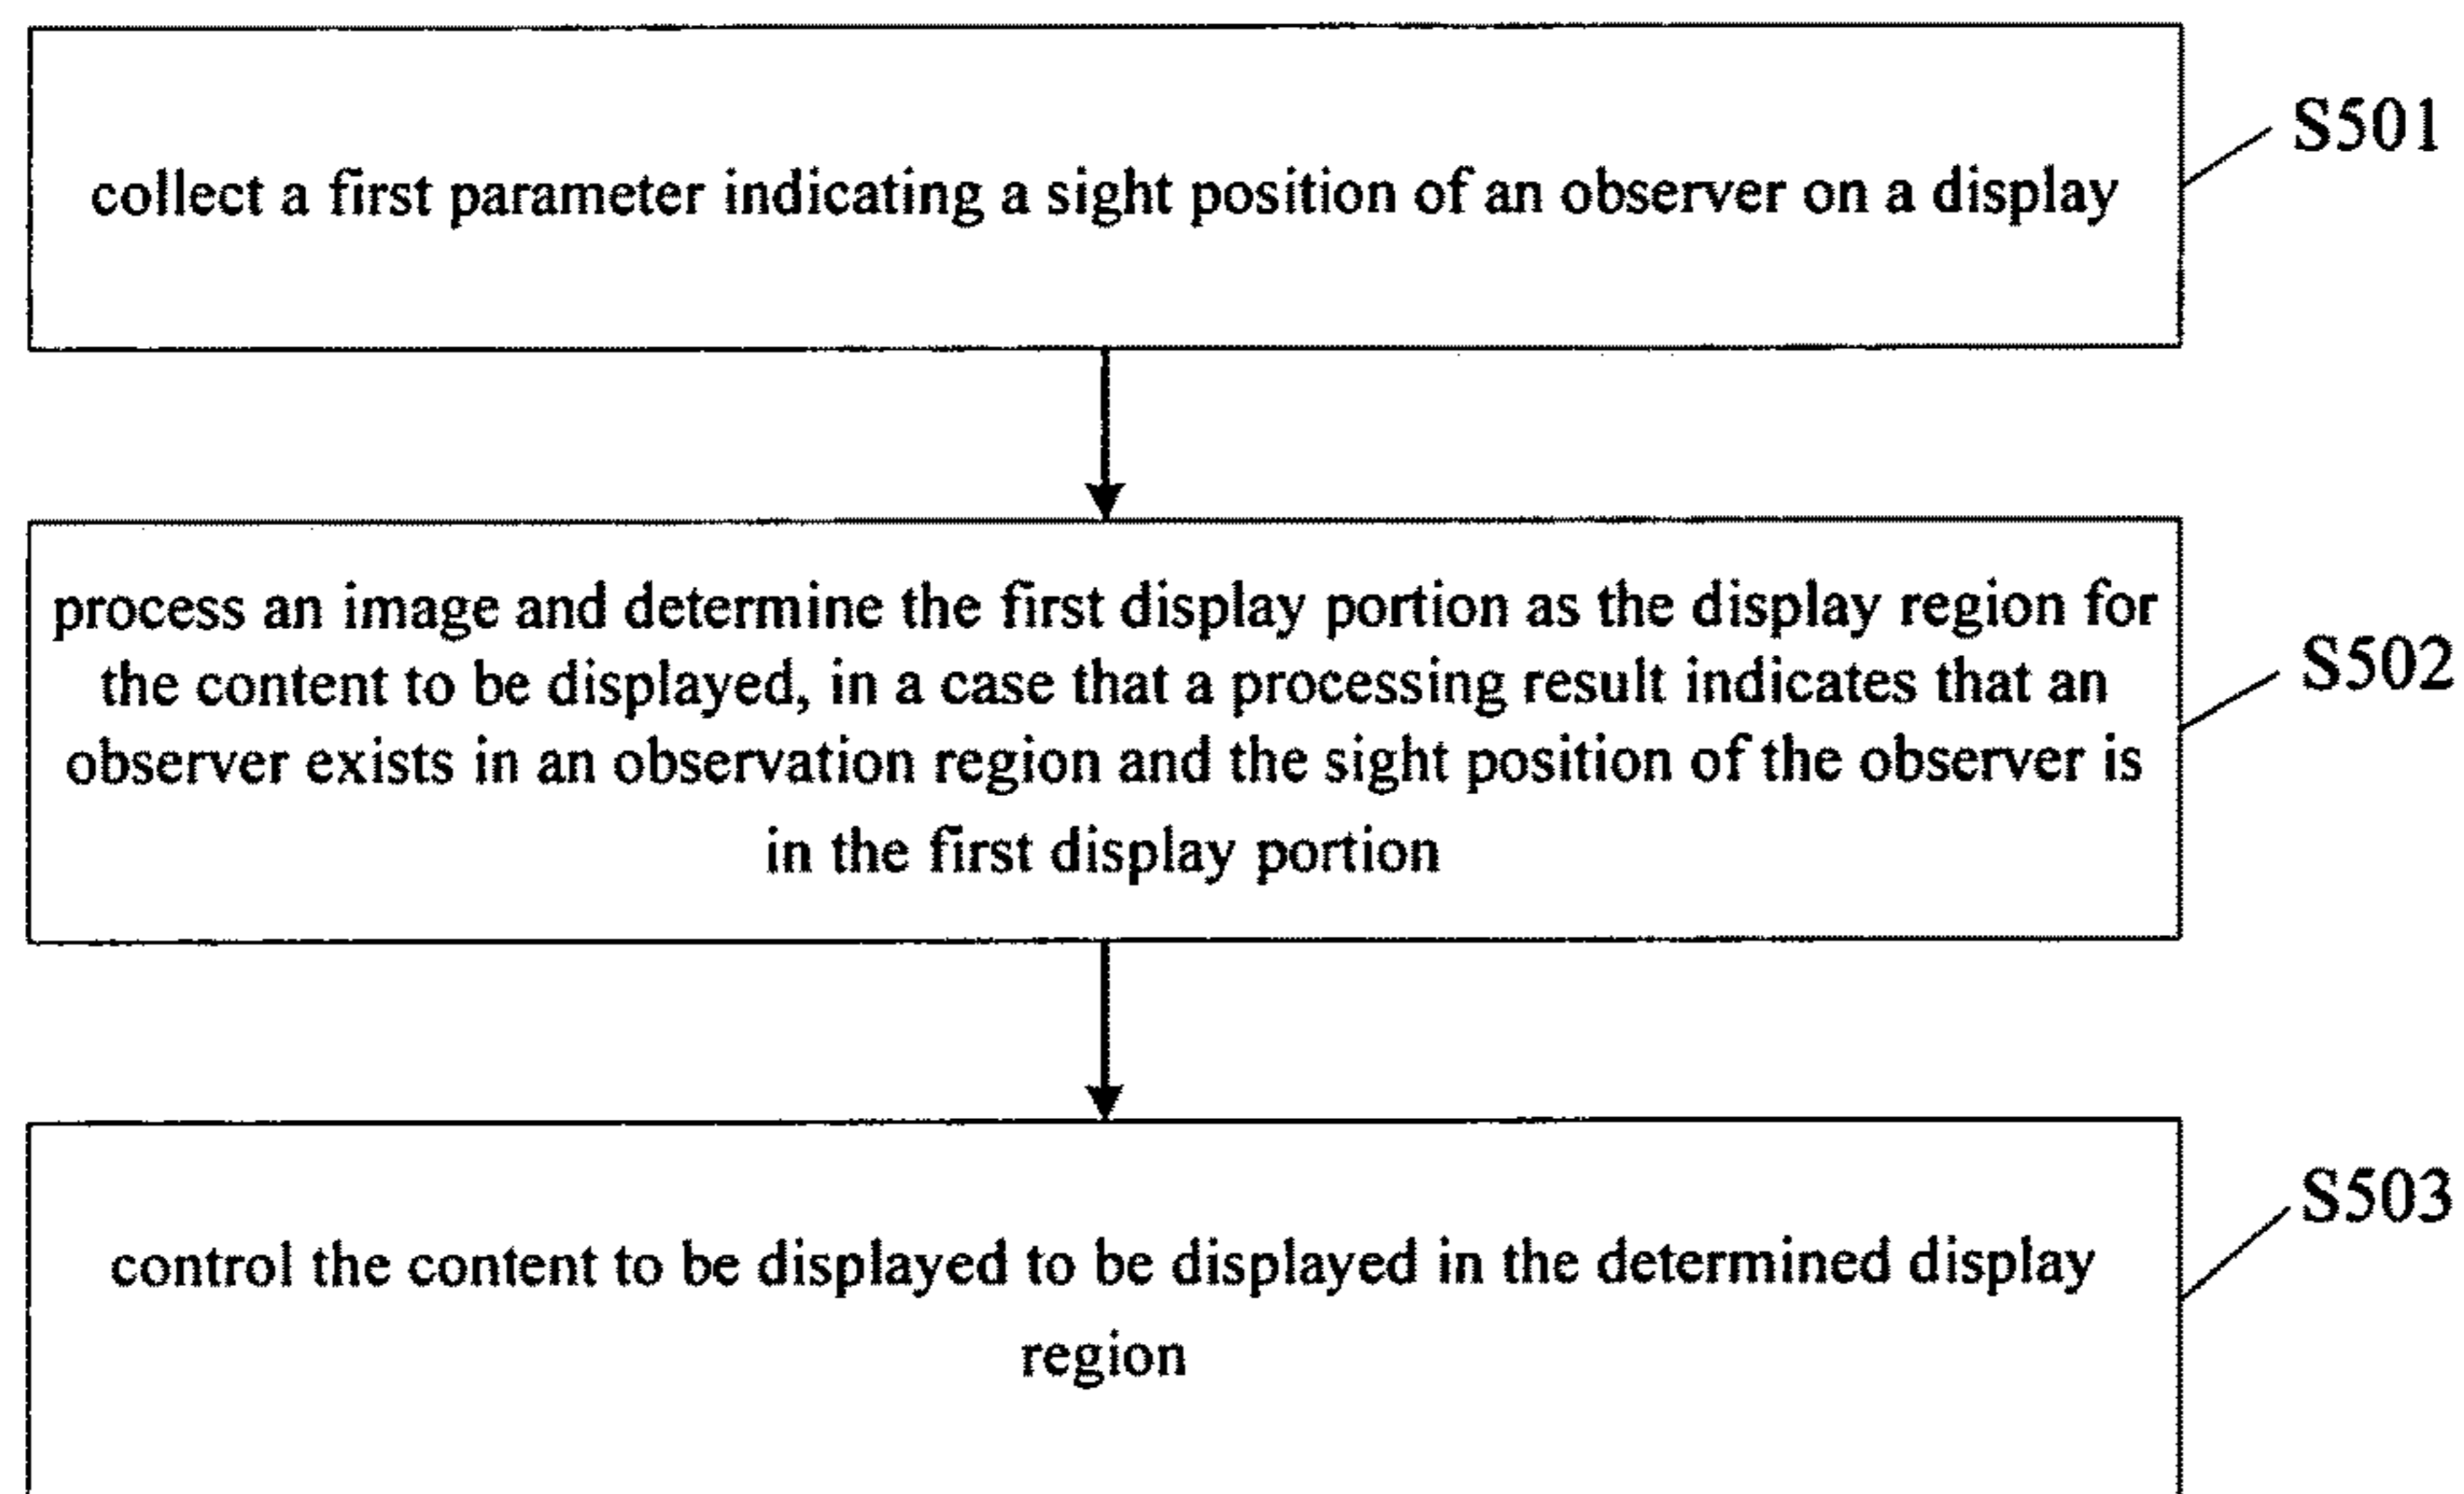 collect a first parameter indicating a sight position of an observer on a display
S501
process an image and determine the first display portion as the display region for
the content to be displayed, in a case that a processing result indicates that an
observer exists in an observation region and the sight position of the observer is
in the first display portion
S502
control the content to be displayed to be displayed in the determined display
region
S503